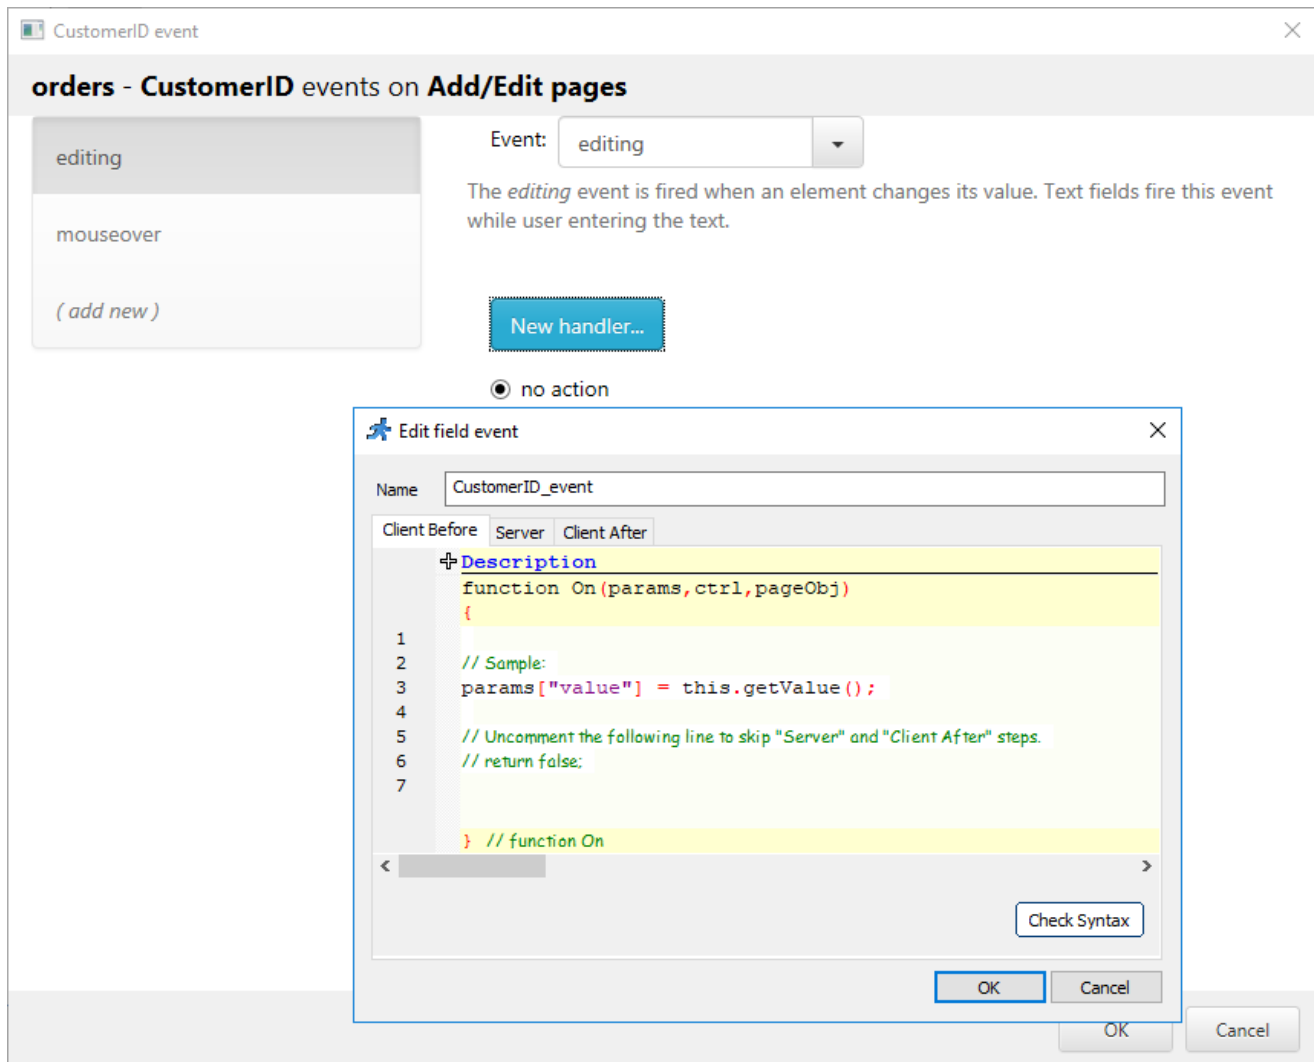 CustomerID event
orders - CustomerID events on Add/Edit pages
editing
mouseover
( add new )
Event:
editing
The editing event is fired when an element changes its value. Text fields fire this event
while user entering the text.
New handler...
no action
Edit field event
Name
CustomerID_event
Client Before
Server
Client After
Description
function On(params,ctrl,pageObj)
{
1
2 // Sample:
3 params["value"] = this.getValue();
4
5 // Uncomment the following line to skip "Server" and "Client After" steps.
6 // return false;
7
} // function On
Check Syntax
OK
Cancel
OK
Cancel